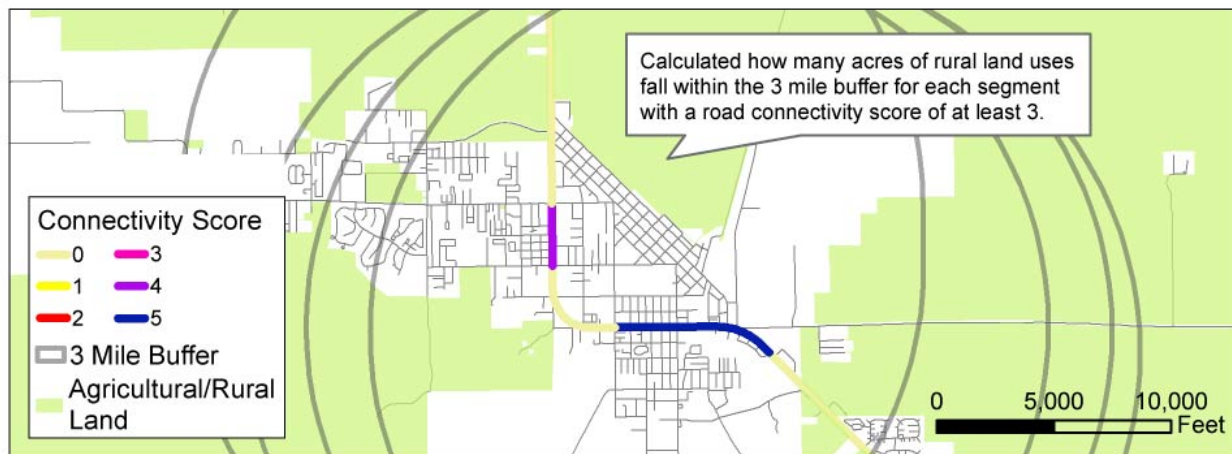 Calculated how many acres of rural land uses
fall within the 3 mile buffer for each segment
with a road connectivity score of at least 3.
Connectivity Score
0 3
1 4
2 5
3 Mile Buffer
Agricultural/Rural
Land
0 5,000 10,000
Feet